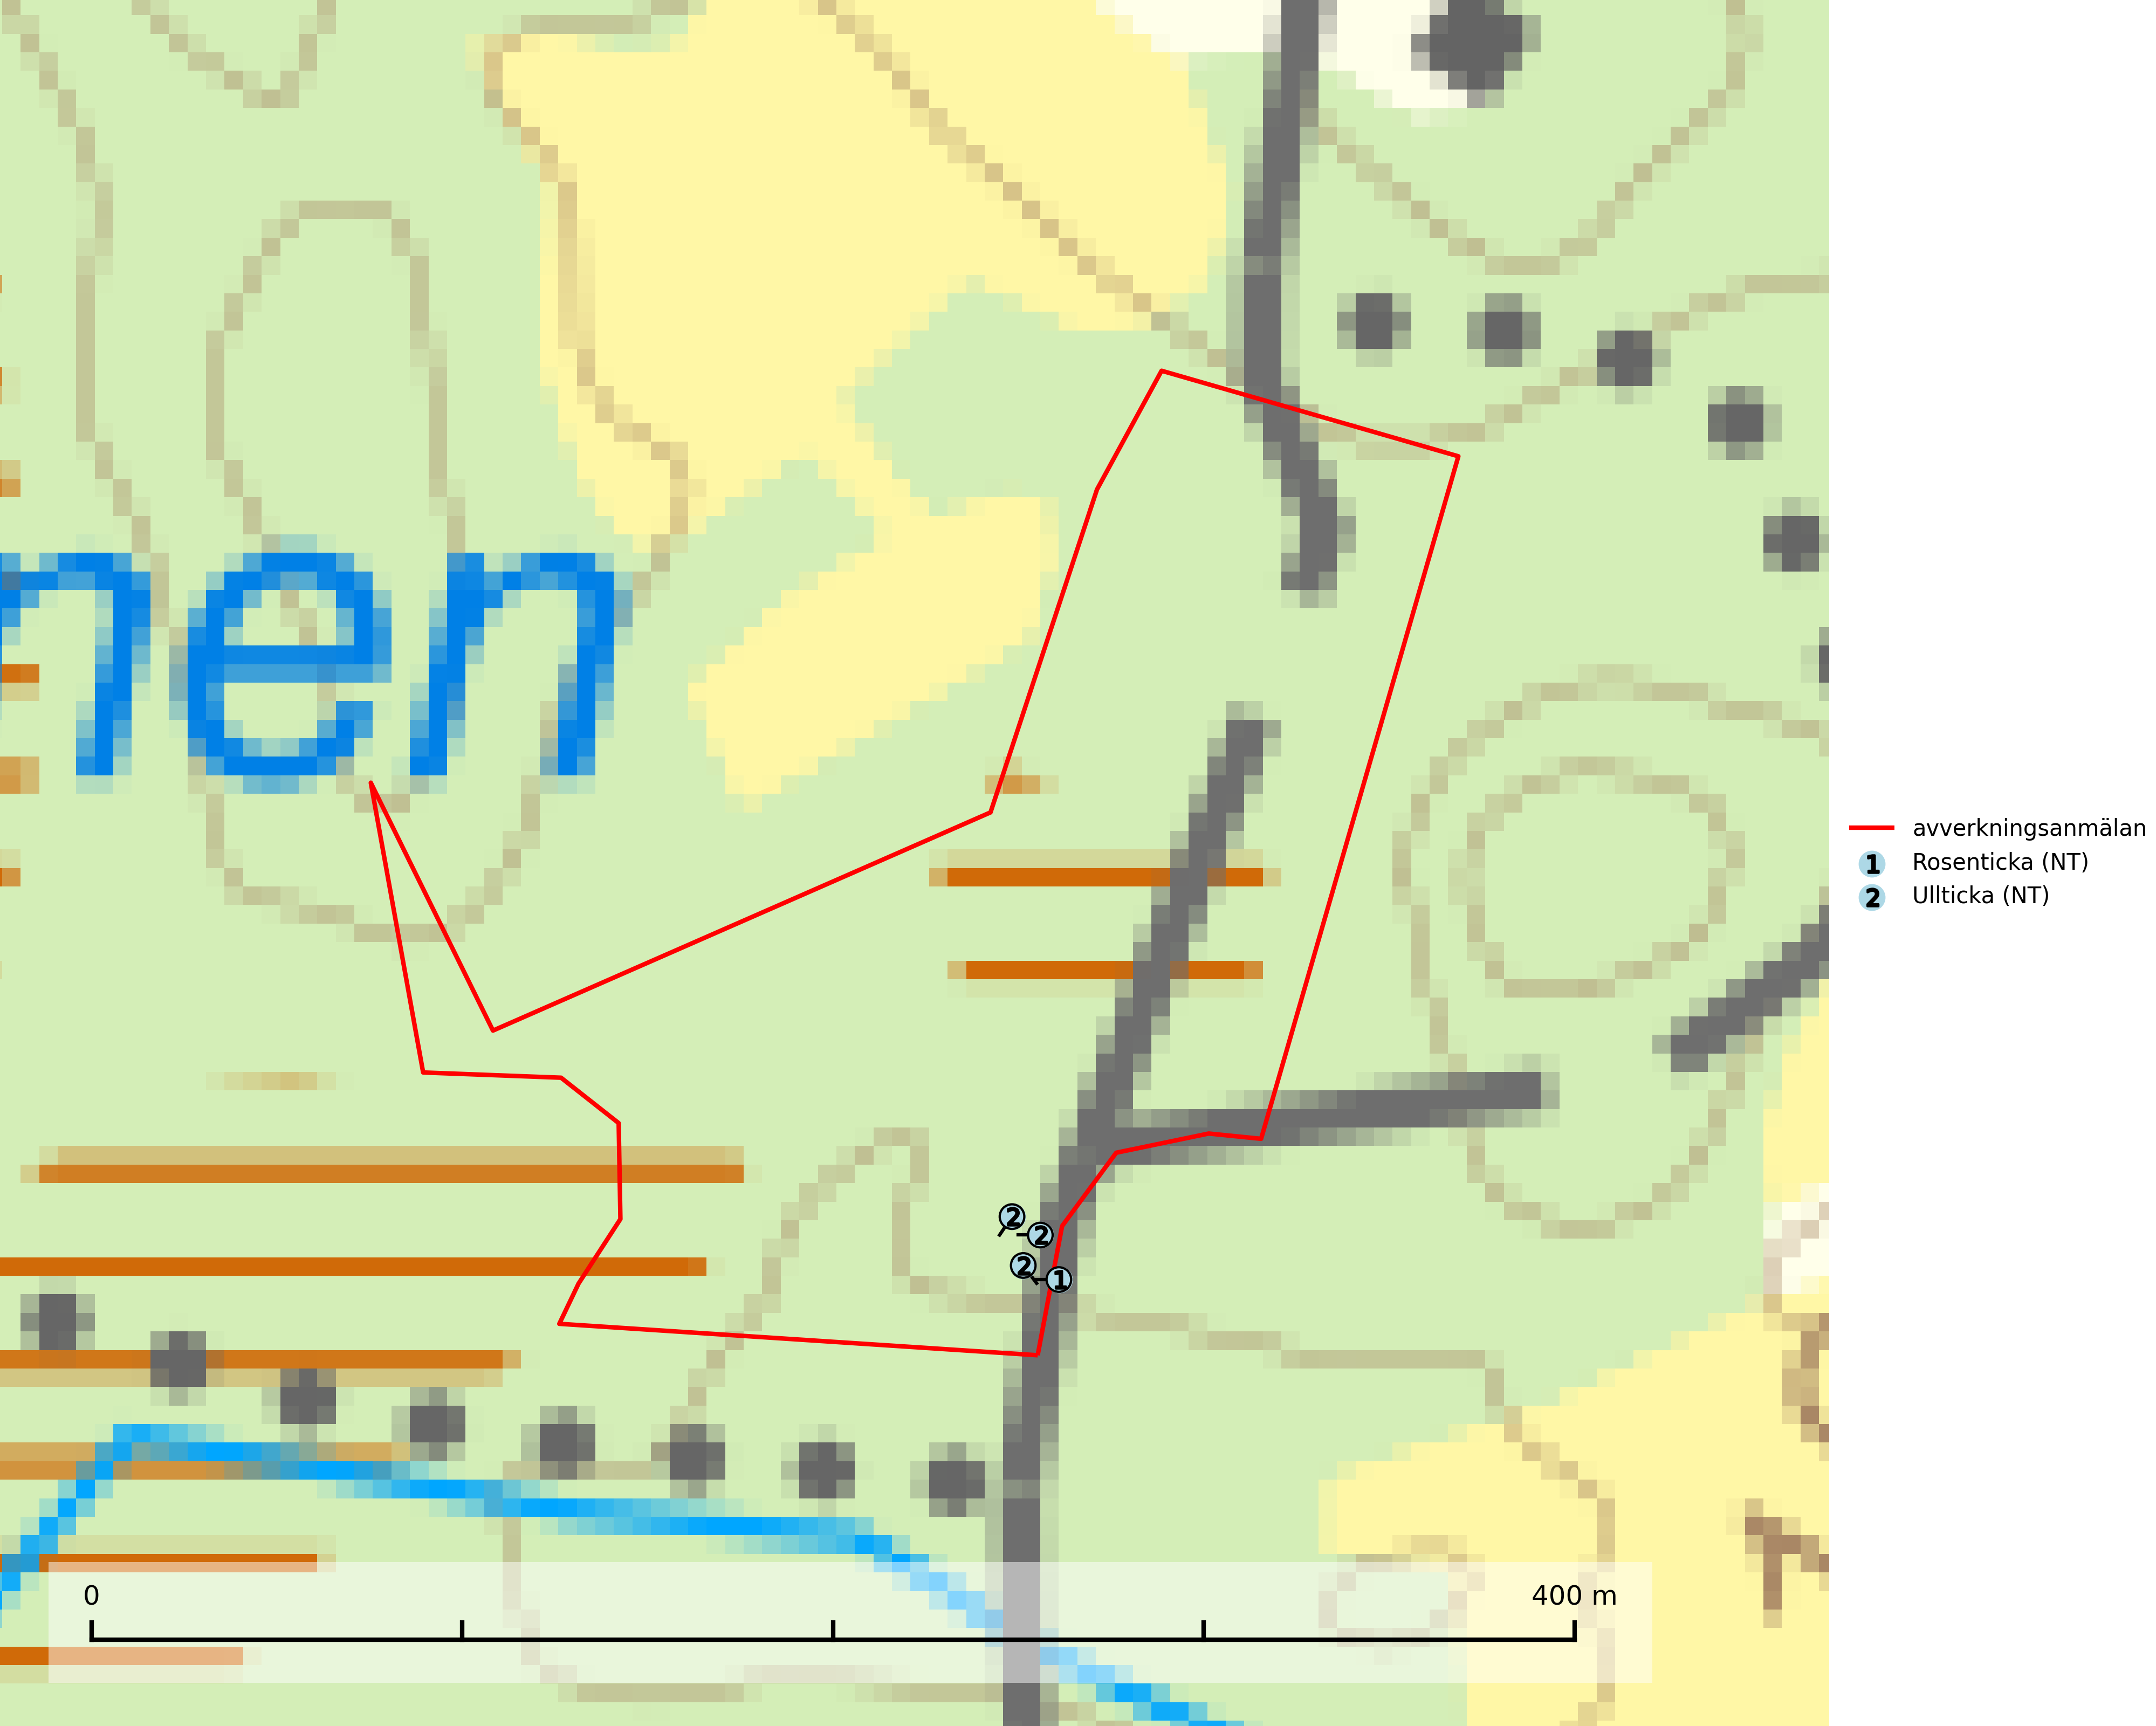 nen
avverkningsanmälan
1 Rosenticka (NT)
2 Ullticka (NT)
2
2
2
1
0 400 m